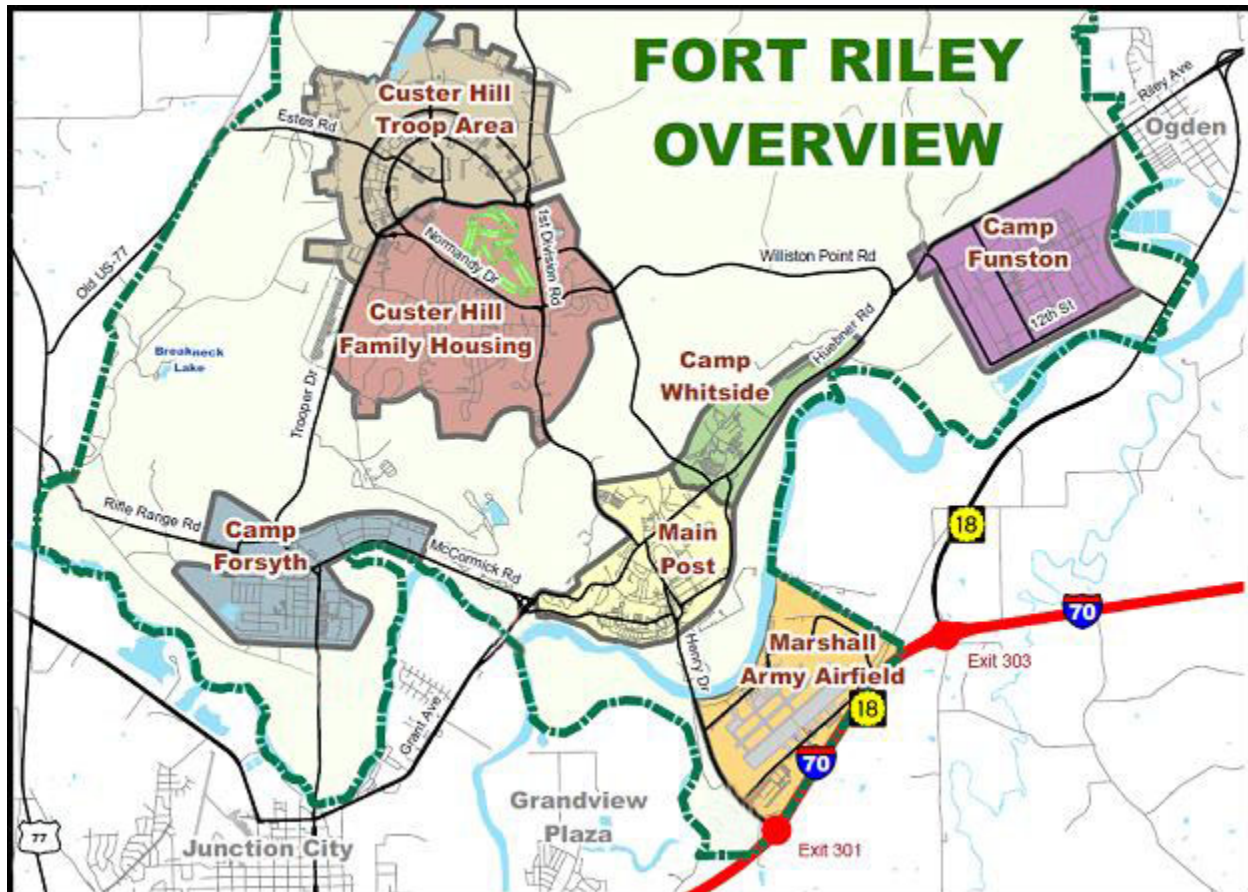 FORT RILEY
OVERVIEW
Custer Hill
Troop Area
Estes Rd
Riley Ave
Ogden
Old US-77
Normandy Dr
1st Division Rd
Williston Point Rd
Camp
Funston
12th St
Custer Hill
Family Housing
Breakneck
Lake
Trooper Dr
Camp
Whitside
Huebner Rd
Rifle Range Rd
Camp
Forsyth
McCormick Rd
Main
Post
18
70
Marshall
Army Airfield
Henry Dr
Exit 303
18
Grant Ave
70
Grandview
Plaza
77
Junction City
Exit 301